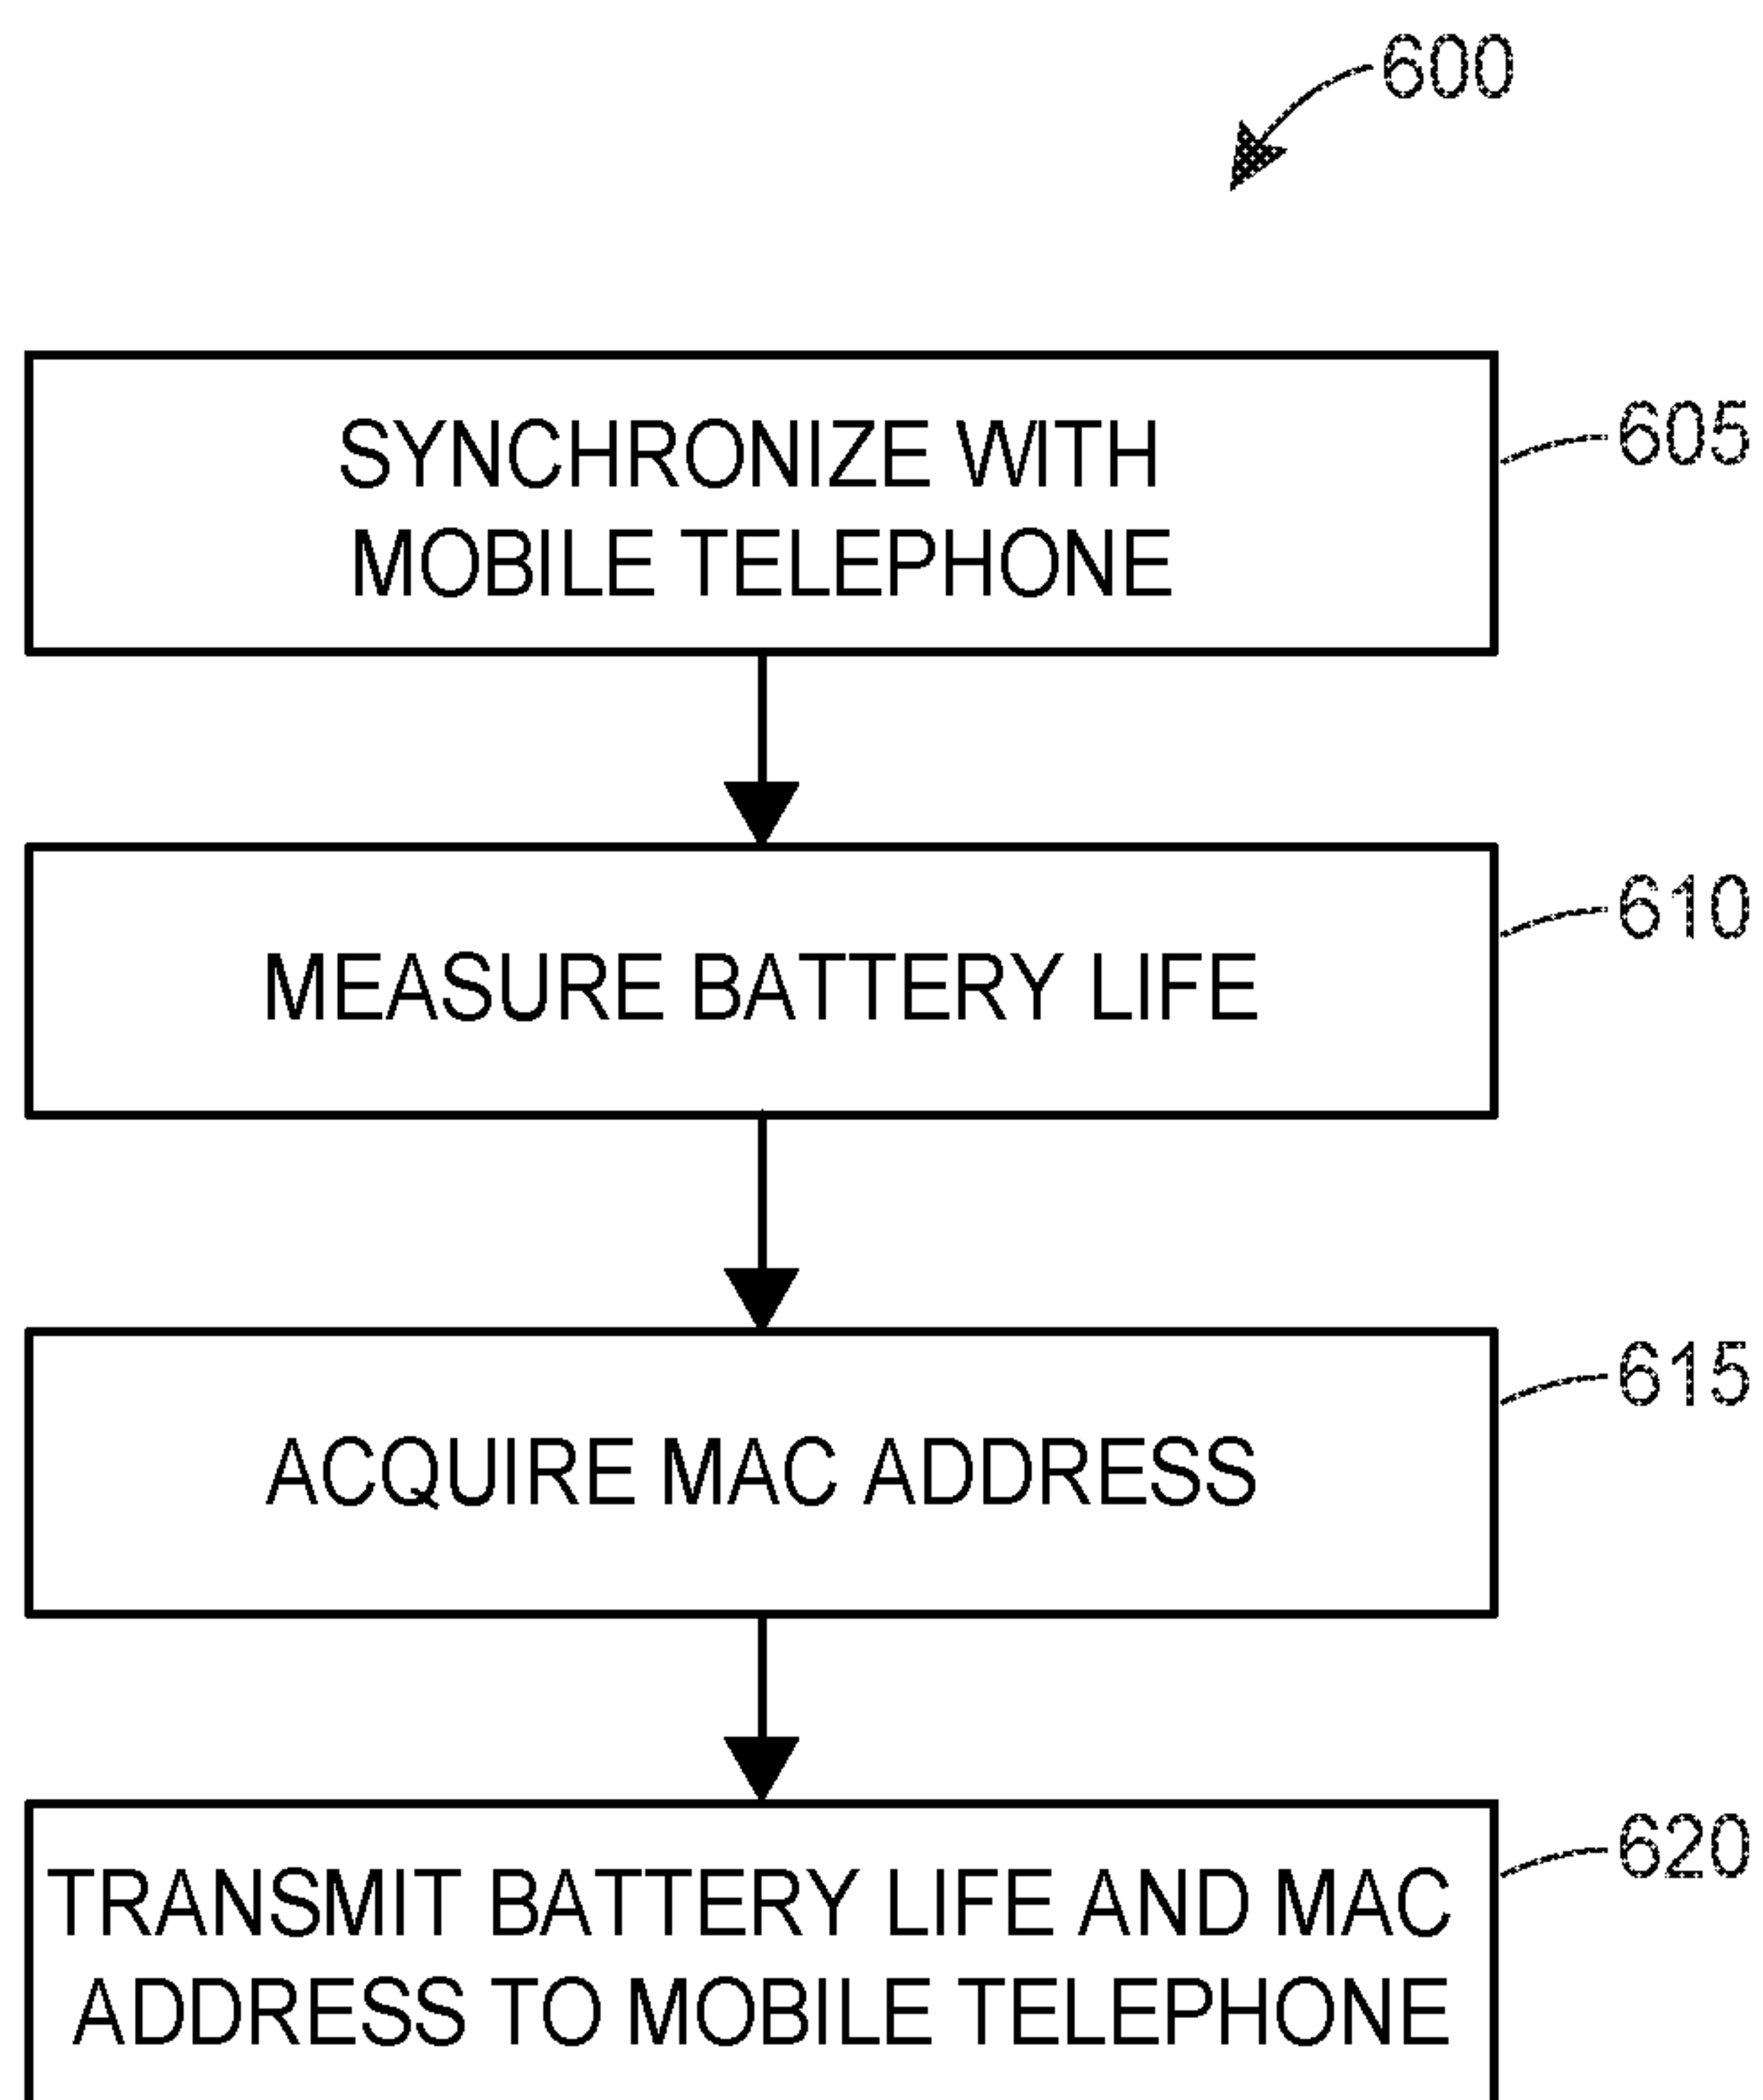 600
SYNCHRONIZE WITH
MOBILE TELEPHONE
605
MEASURE BATTERY LIFE
610
ACQUIRE MAC ADDRESS
615
TRANSMIT BATTERY LIFE AND MAC
ADDRESS TO MOBILE TELEPHONE
620